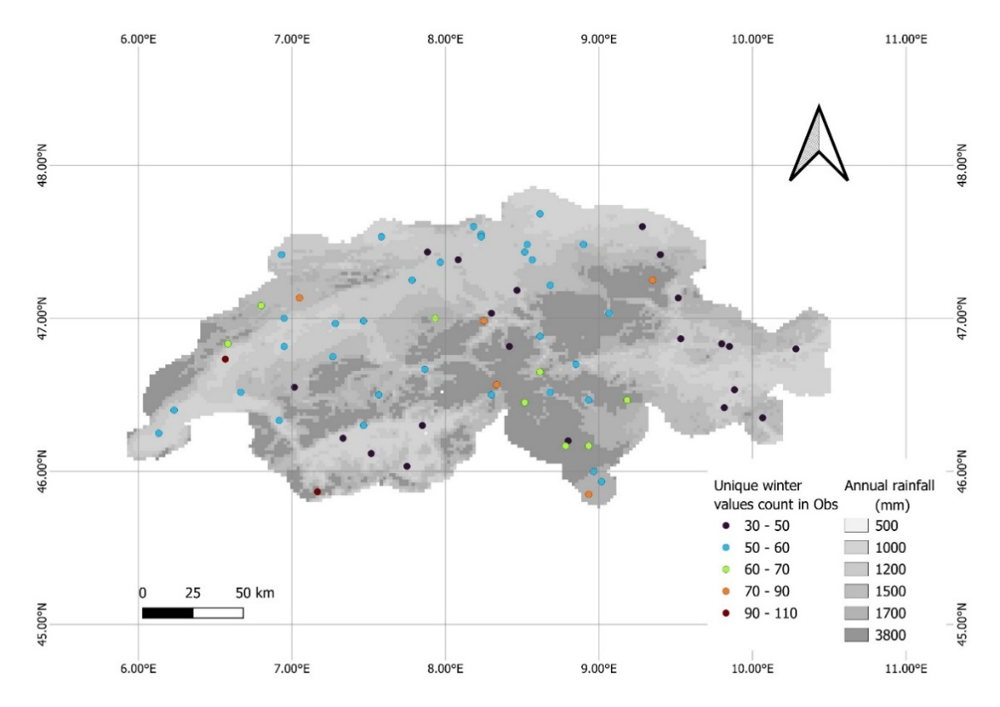 6.00°E 7.00°E 8.00°E 9.00°E 10.00°E 11.00°E
48.00°N 48.00°N
47.00°N 47.00°N
46.00°N 46.00°N
Unique winter Annual rainfall
values count in Obs (mm)
30 - 50 500
50 - 60 1000
60 - 70 1200
70 - 90 1500
90 - 110 1700
3800
0 25 50 km
45.00°N 45.00°N
6.00°E 7.00°E 8.00°E 9.00°E 10.00°E 11.00°E